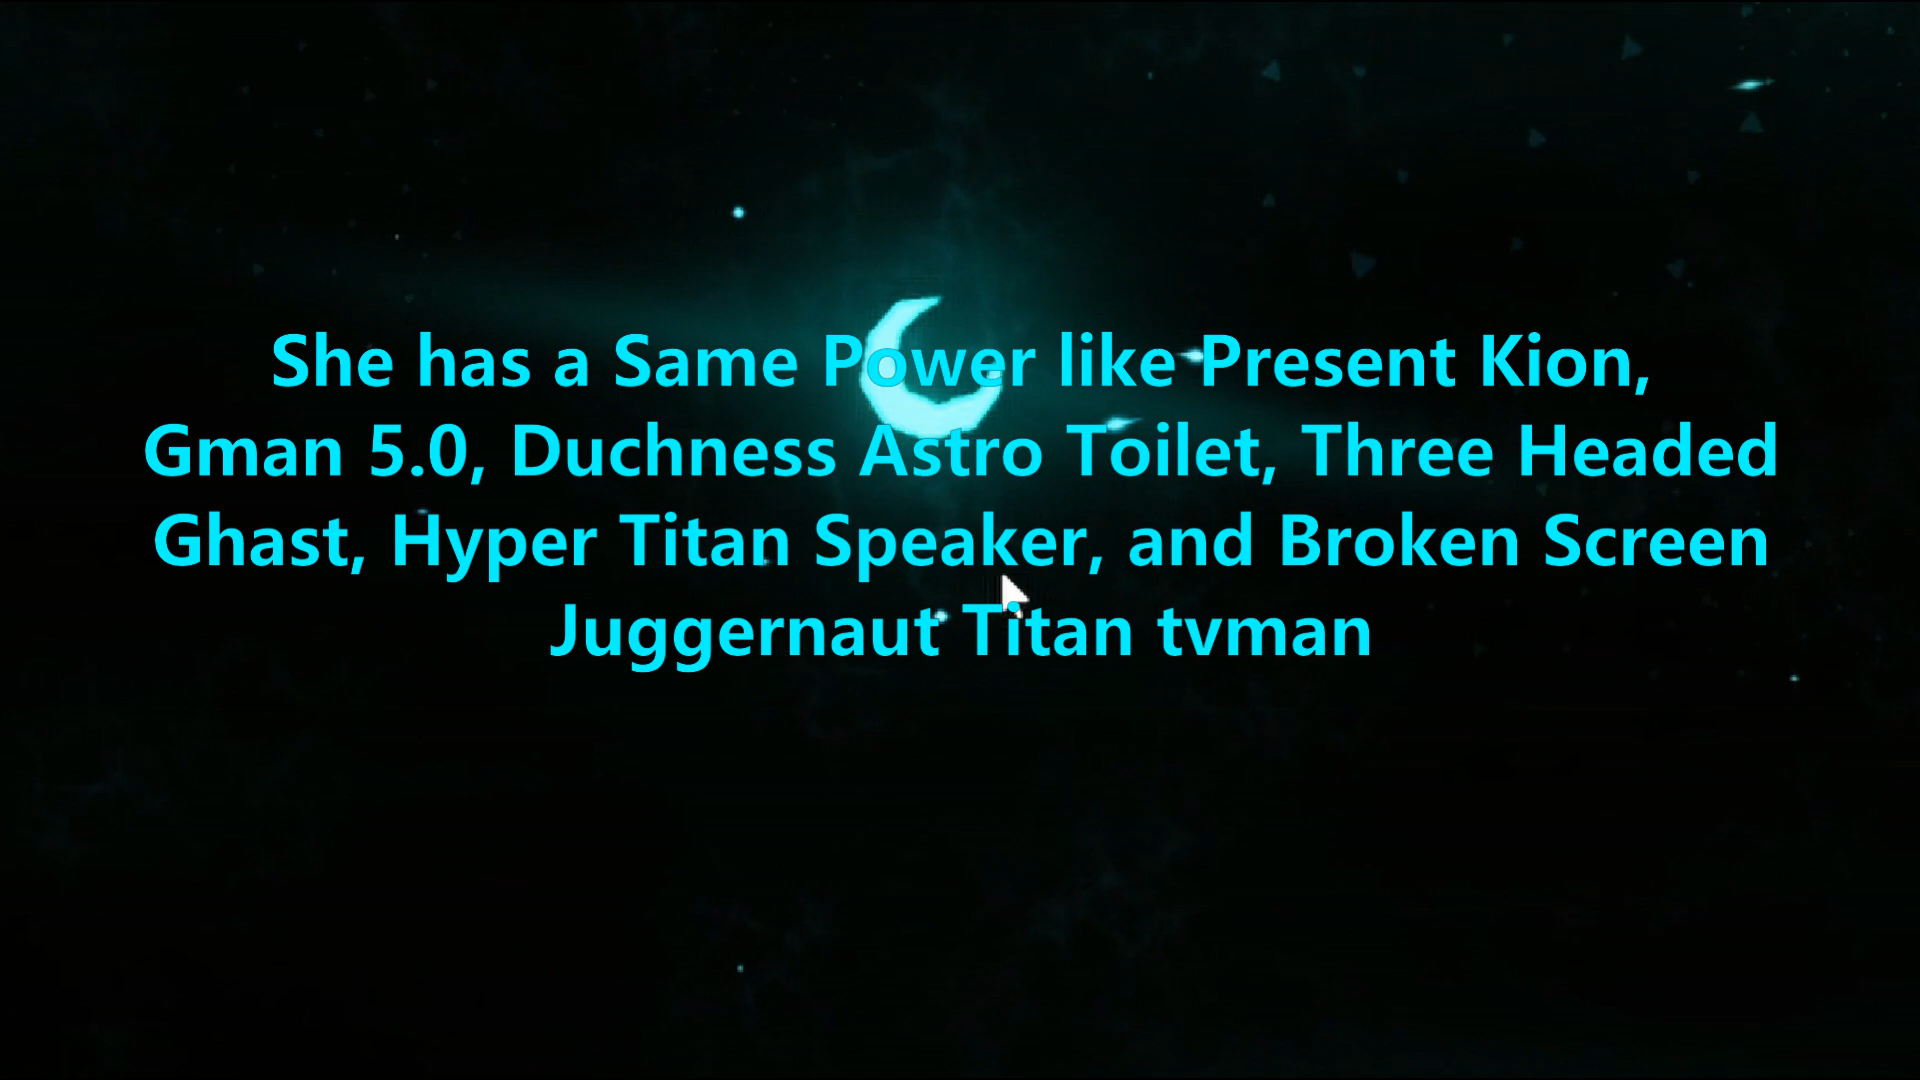 She has a Same Power like Present Kion,
Gman 5.0, Duchness Astro Toilet, Three Headed
Ghast, Hyper Titan Speaker, and Broken Screen
Juggernaut Titan tvman